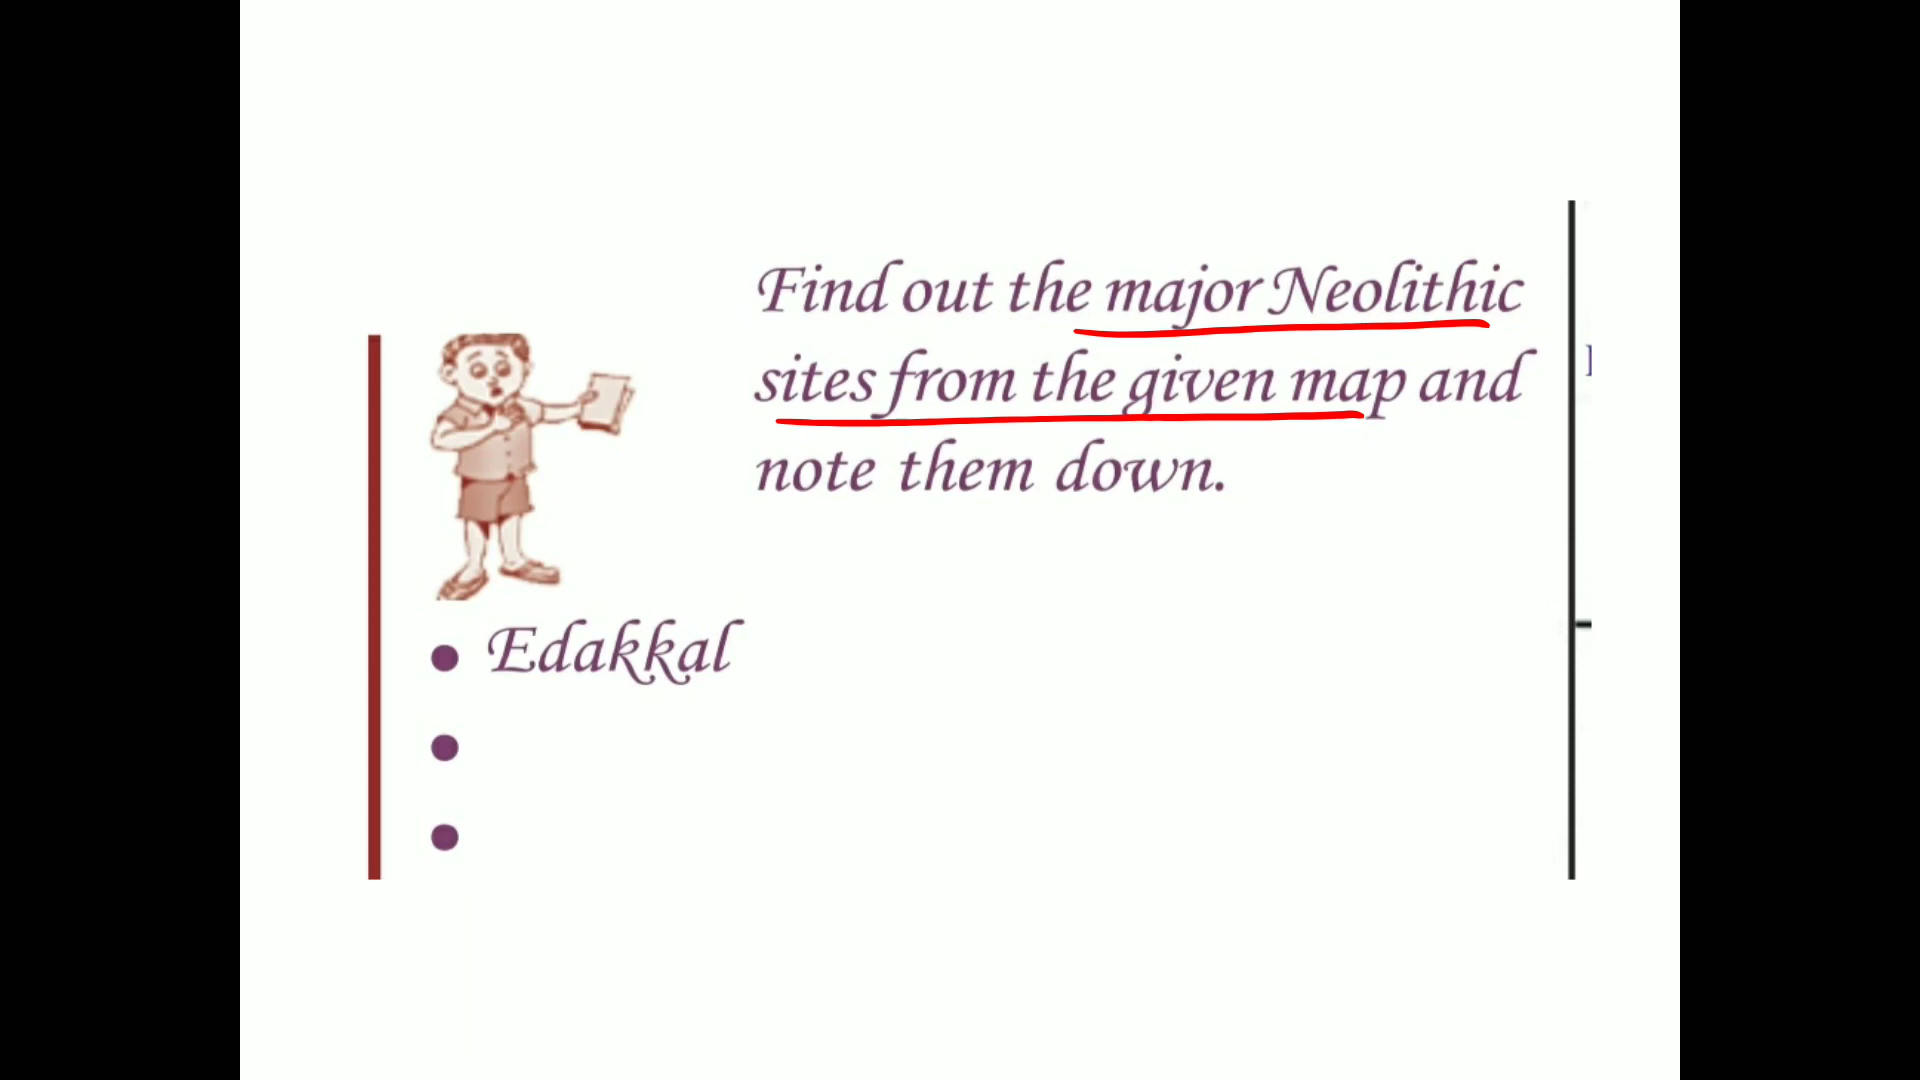 Find out the major Neolithic
sites from the given map and
note them down.
• Edakkal
•
•